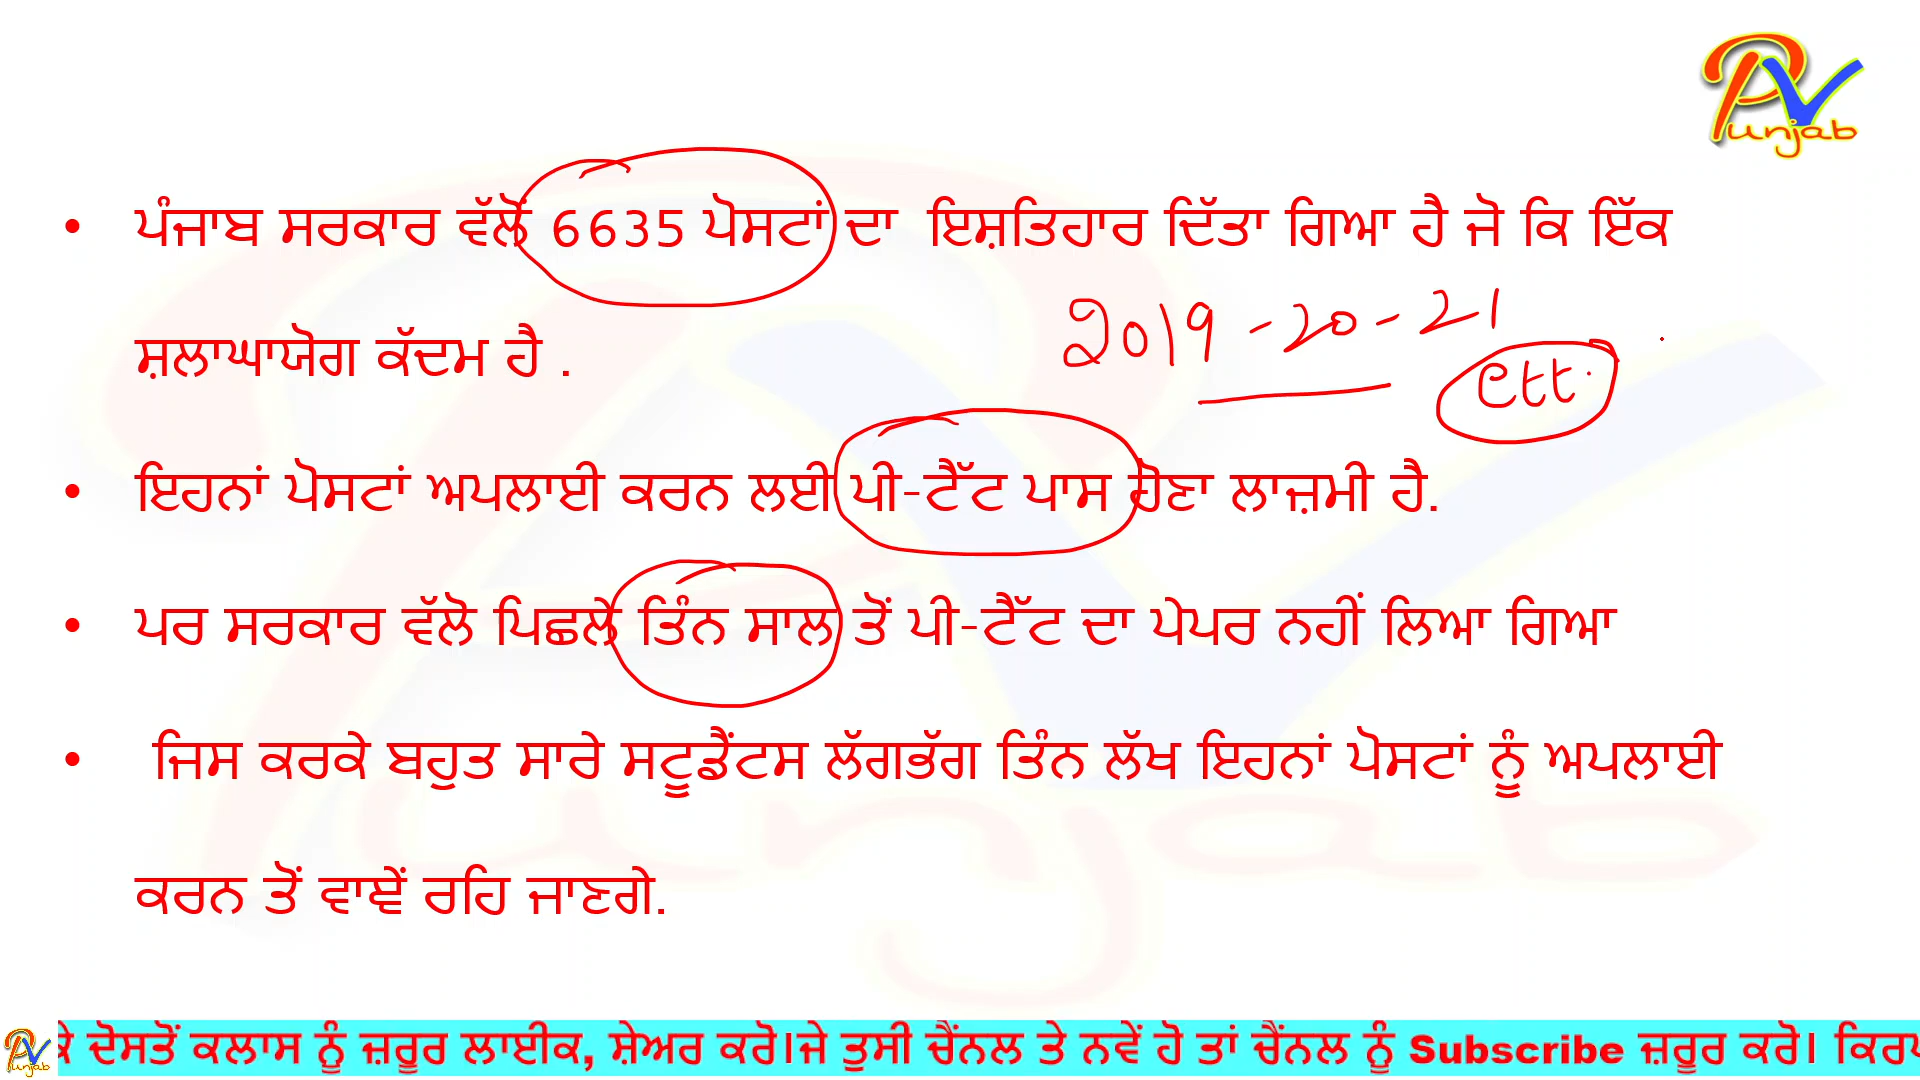 PV
unjab
• ਪੰਜਾਬ ਸਰਕਾਰ ਵੱਲੋਂ 6635 ਪੋਸਟਾਂ ਦਾ ਇਸ਼ਤਿਹਾਰ ਦਿੱਤਾ ਗਿਆ ਹੈ ਜੋ ਕਿ ਇੱਕ
2019 - 20 - 21
ਸ਼ਲਾਘਾਯੋਗ ਕੱਦਮ ਹੈ .
ett.
• ਇਹਨਾਂ ਪੋਸਟਾਂ ਅਪਲਾਈ ਕਰਨ ਲਈ ਪੀ-ਟੈੱਟ ਪਾਸ ਹੋਣਾ ਲਾਜ਼ਮੀ ਹੈ.
• ਪਰ ਸਰਕਾਰ ਵੱਲੋ ਪਿਛਲੇ ਤਿੰਨ ਸਾਲ ਤੋਂ ਪੀ-ਟੈੱਟ ਦਾ ਪੇਪਰ ਨਹੀਂ ਲਿਆ ਗਿਆ
• ਜਿਸ ਕਰਕੇ ਬਹੁਤ ਸਾਰੇ ਸਟੂਡੈਂਟਸ ਲੱਗਭੱਗ ਤਿੰਨ ਲੱਖ ਇਹਨਾਂ ਪੋਸਟਾਂ ਨੂੰ ਅਪਲਾਈ
ਕਰਨ ਤੋਂ ਵਾਞੇਂ ਰਹਿ ਜਾਣਗੇ.
ਦੋਸਤੋਂ ਕਲਾਸ ਨੂੰ ਜ਼ਰੂਰ ਲਾਈਕ, ਸ਼ੇਅਰ ਕਰੋ।ਜੇ ਤੁਸੀ ਚੈਂਨਲ ਤੇ ਨਵੇਂ ਹੋ ਤਾਂ ਚੈਂਨਲ ਨੂੰ Subscribe ਜ਼ਰੂਰ ਕਰੋ।